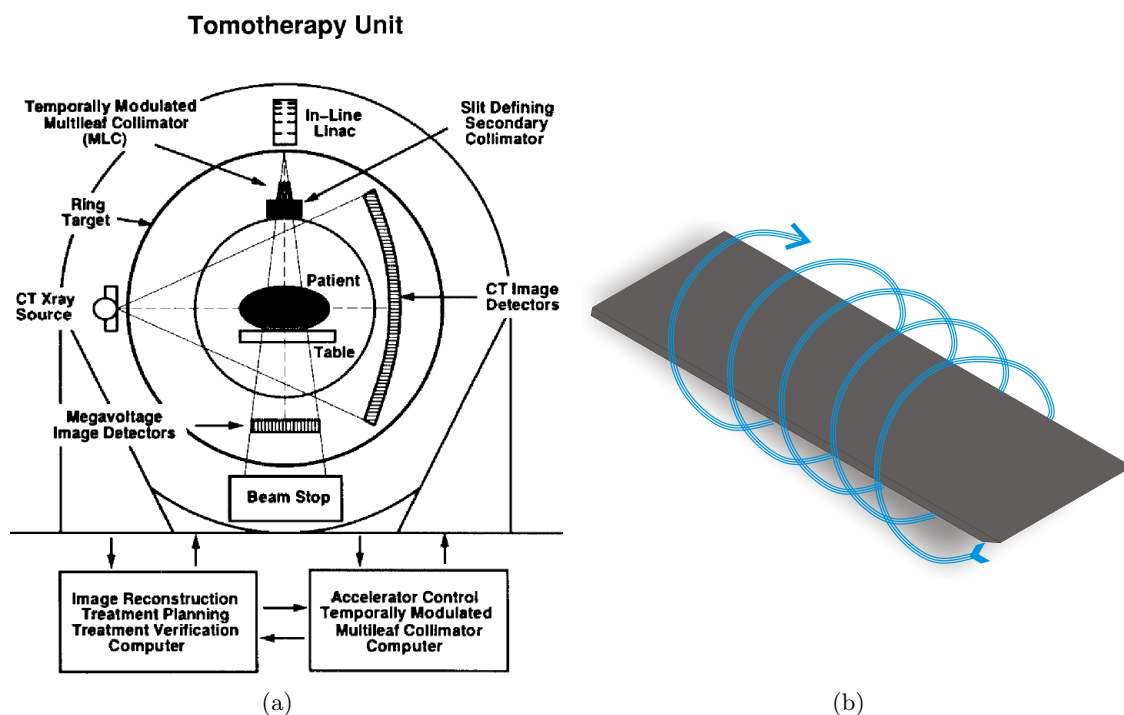 Tomotherapy Unit
Temporally Modulated
Multileaf Collimator
(MLC)
In-Line
Linac
Slit Defining
Secondary
Collimator
Ring
Target
Patient
CT Xray
Source
CT Image
Detectors
Table
Megavoltage
Image Detectors
Beam Stop
Image Reconstruction
Treatment Planning
Treatment Verification
Computer
Accelerator Control
Temporally Modulated
Multileaf Collimator
Computer
(a)
(b)